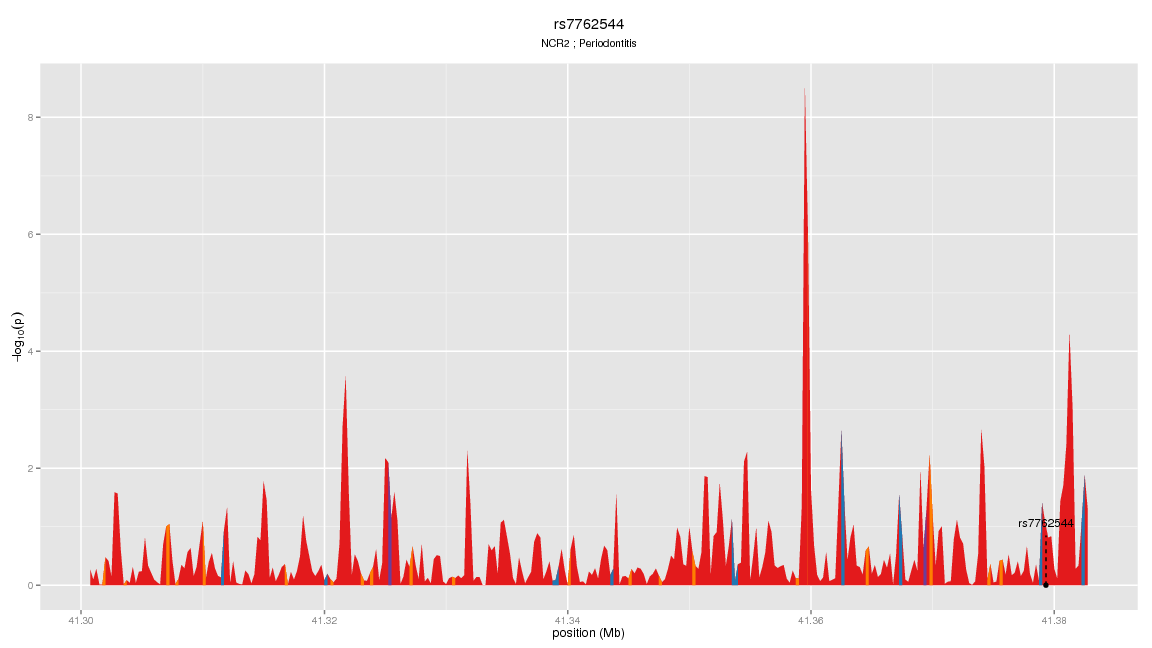 rs7762544
NCR2 ; Periodontitis
8
6
4
2
0
−log10(p)
rs7762544
41.30 41.32 41.34 41.36 41.38
position (Mb)